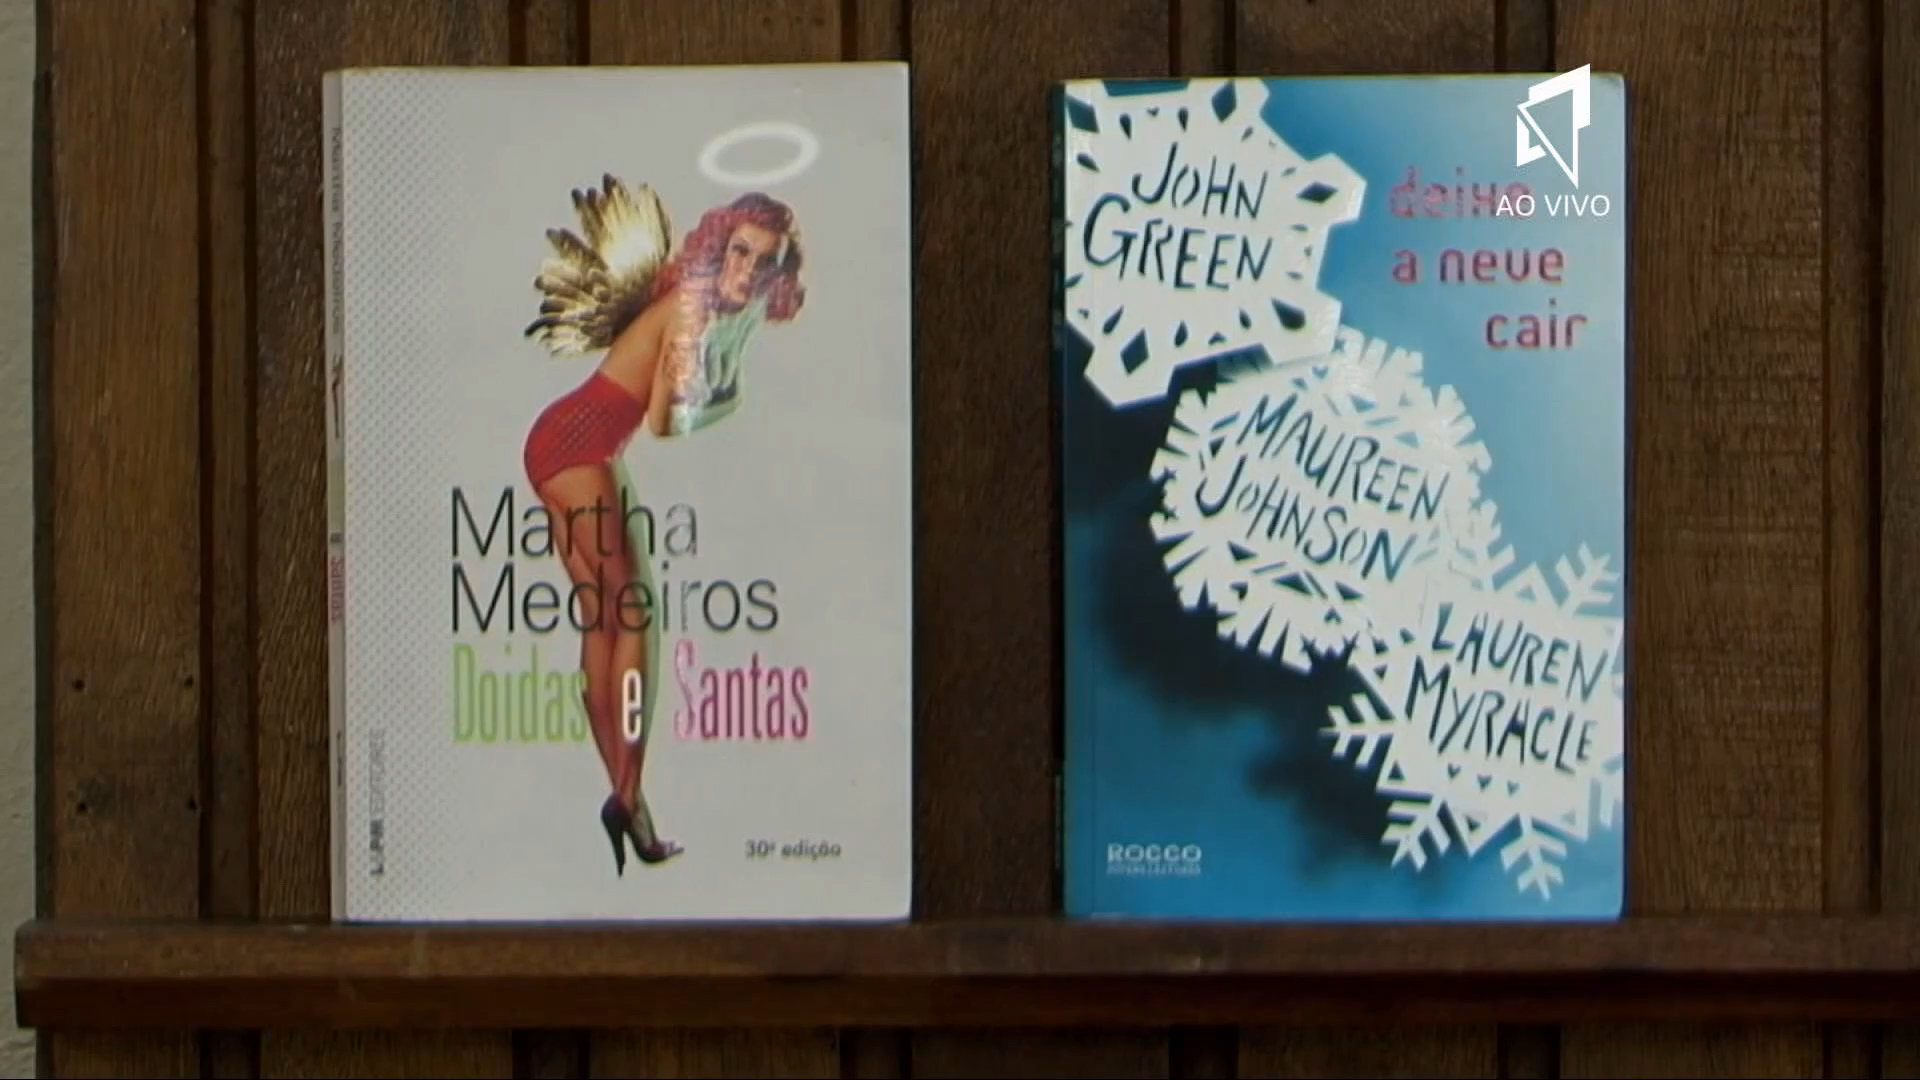 Martha
Medeiros
Doidas e Santas
30ª edição
L&PM EDITORES
Santas
JOHN
GREEN
deixe
a neve
cair
MAUREEN
JOHNSON
LAUREN
MYRACLE
ROCCO
AO VIVO